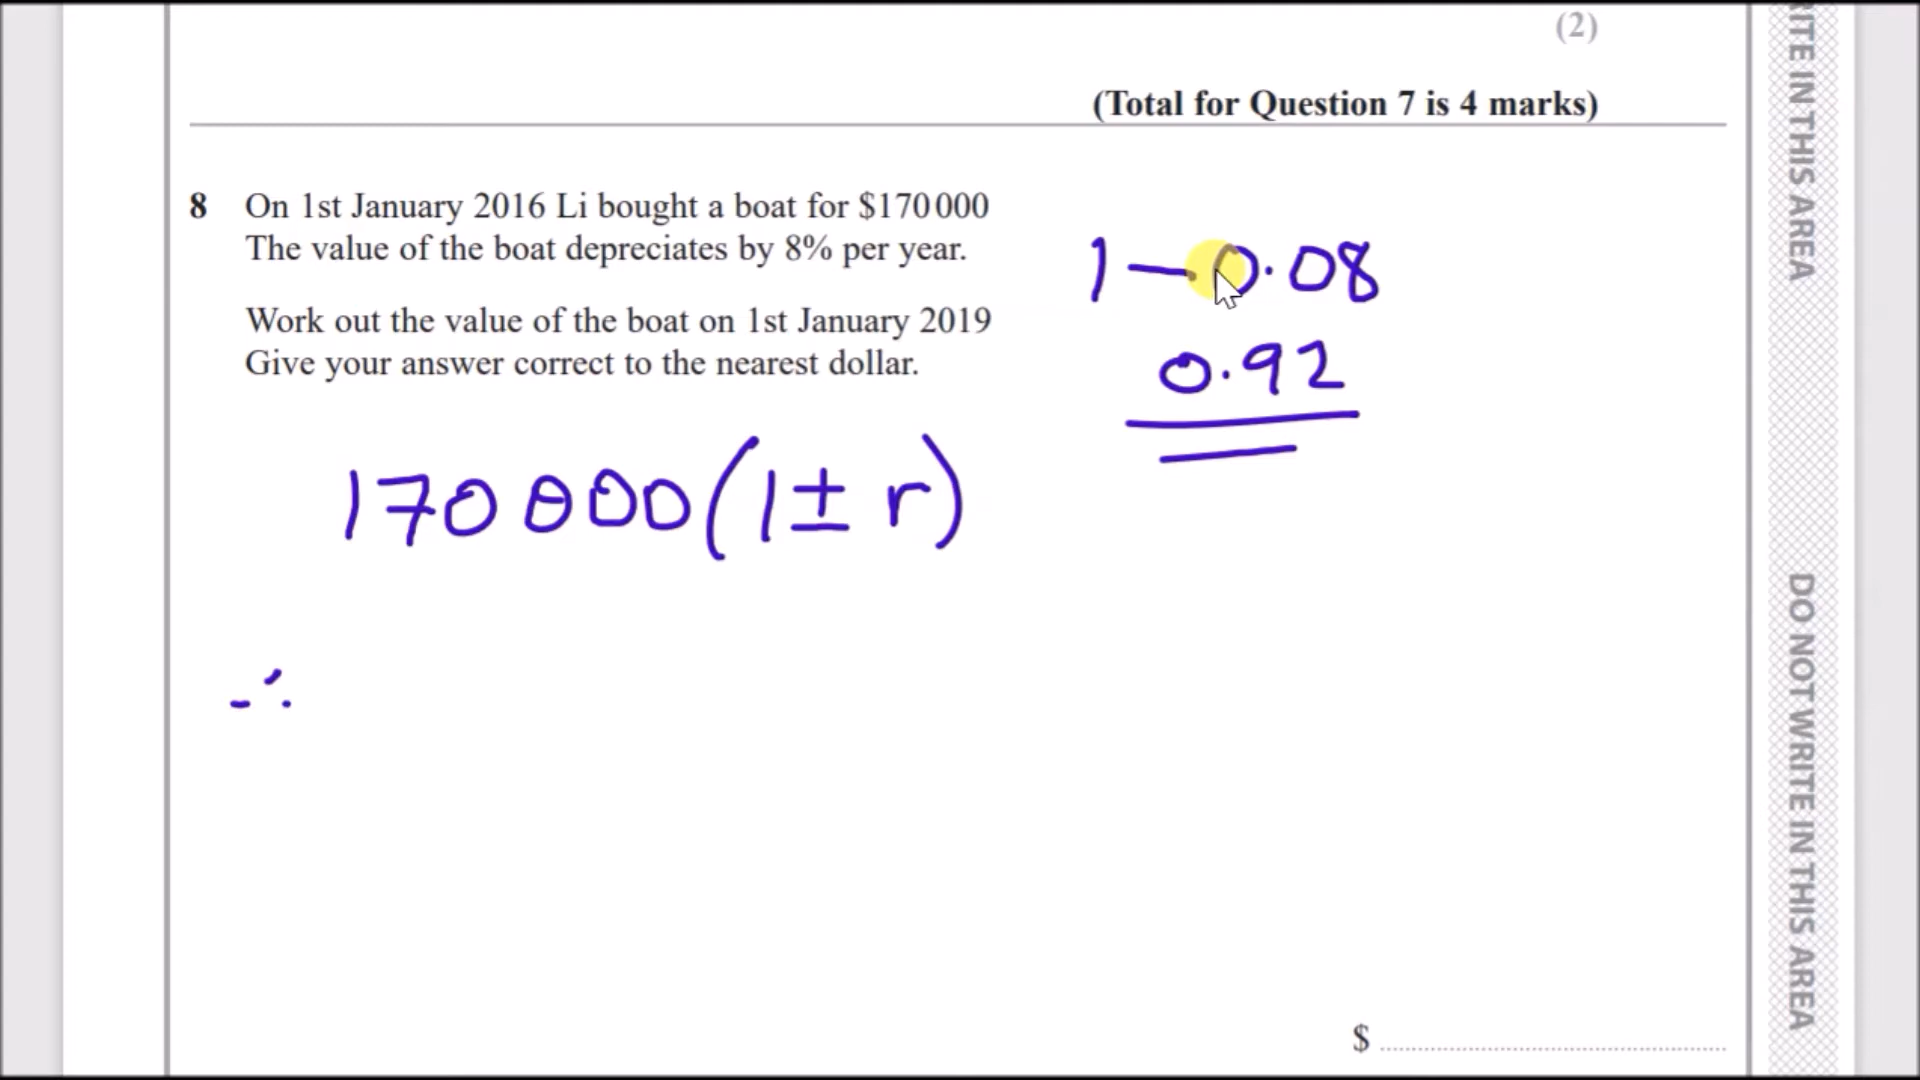 (2)
(Total for Question 7 is 4 marks)
8 On 1st January 2016 Li bought a boat for $170 000
The value of the boat depreciates by 8% per year.
Work out the value of the boat on 1st January 2019
Give your answer correct to the nearest dollar.
1 - 0.08
0.92
170 000 (1 ± r)
∴
$
RITE IN THIS AREA
DO NOT WRITE IN THIS AREA